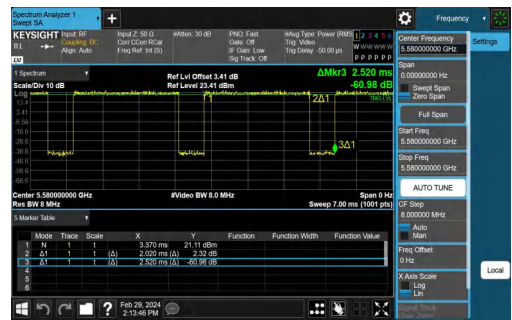 Spectrum Analyzer 1
Swept SA
+
Frequency
KEYSIGHT Input: RF Input Z: 50 Ω #Atten: 30 dB PNO: Fast #Avg Type: Power (RMS 1 2 3 4 5 6
RL Coupling: DC Corr CCorr RCal Gate: Off Trig: Video W W W W W W
Align: Auto Freq Ref: Int (S) IF Gain: Low Trig Delay: -50.00 µs P P P P P P
Sig Track: Off
LV
1 Spectrum
Scale/Div 10 dB
Ref Lvl Offset 3.41 dB
Ref Level 23.41 dBm
ΔMkr3 2.520 ms
-60.98 dB
Log
13.4
3.41
-6.59
-16.6
-26.6
-36.6
-46.6
-56.6
-66.6
2Δ1
TRIG LVL
3Δ1
Center 5.580000000 GHz #Video BW 8.0 MHz Span 0 Hz
Res BW 8 MHz Sweep 7.00 ms (1001 pts)
5 Marker Table
Mode Trace Scale X Y Function Function Width Function Value
1 N 1 t 3.370 ms 21.11 dBm
2 Δ1 1 t (Δ) 2.020 ms (Δ) 2.32 dB
3 Δ1 1 t (Δ) 2.520 ms (Δ) -60.98 dB
4
5
6
Feb 29, 2024
2:13:46 PM
Center Frequency
5.580000000 GHz
Settings
Span
0.00000000 Hz
Swept Span
Zero Span
Full Span
Start Freq
5.580000000 GHz
Stop Freq
5.580000000 GHz
AUTO TUNE
CF Step
8.000000 MHz
Auto
Man
Freq Offset
0 Hz
X Axis Scale
Log
Lin
Signal Track
(Span Zoom)
Local